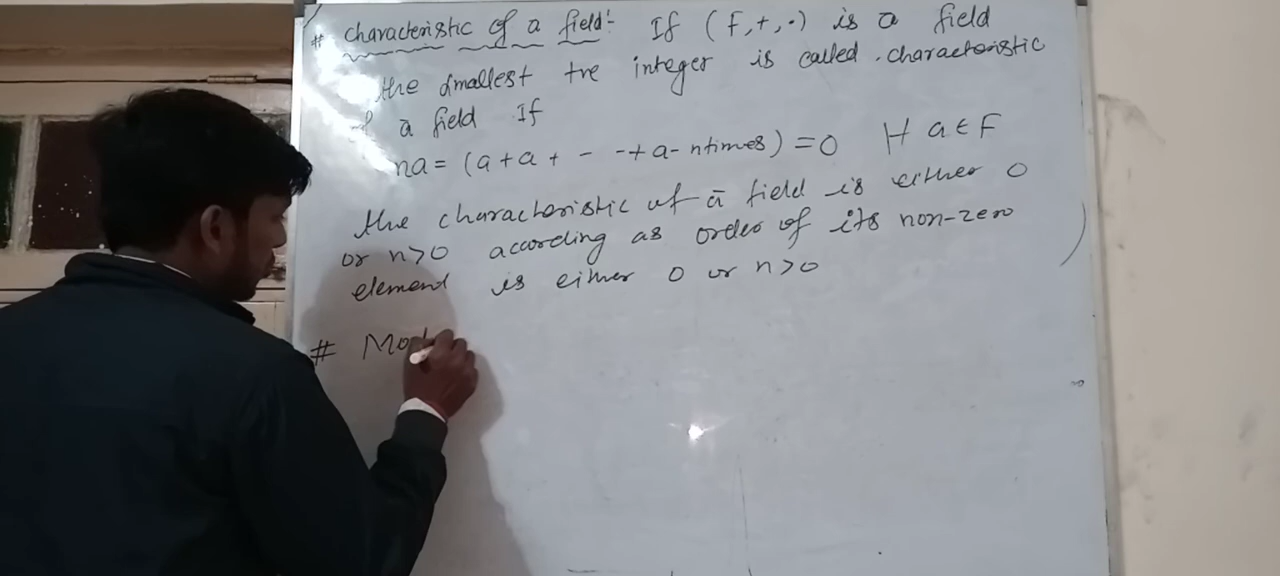 # characteristic of a field:- If (F,+,·) is a field
the smallest +ve integer is called characteristic
of a field If
na = (a+a+ - -+a- ntimes) = 0 ∀ a ∈ F
the characteristic of a field is either 0
or n>0 according as order of its non-zero
element is either 0 or n>0
#